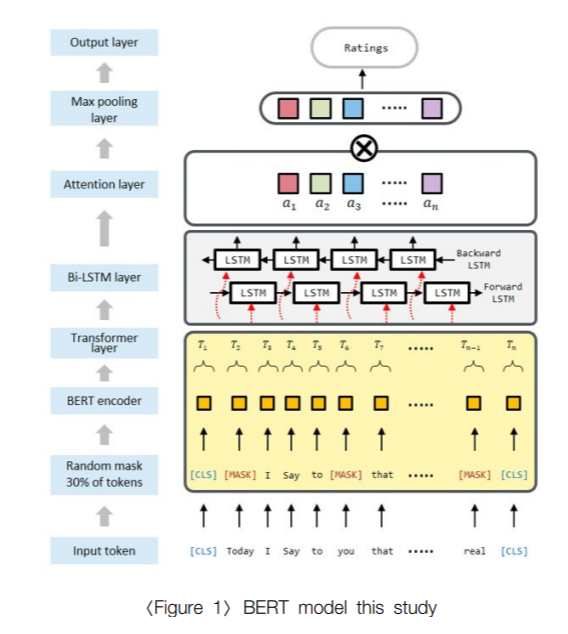 Output layer
Ratings
Max pooling
layer
·····
Attention layer
·····
a1 a2 a3 ····· an
Bi-LSTM layer
LSTM LSTM LSTM LSTM
Backward
LSTM
LSTM LSTM LSTM LSTM
Forward
LSTM
Transformer
layer
T1 T2 T3 T4 T5 T6 T7 ····· Tn-1 Tn
BERT encoder
·····
Random mask
30% of tokens
[CLS] [MASK] I Say to [MASK] that ····· [MASK] [CLS]
Input token
[CLS] Today I Say to you that ····· real [CLS]
〈Figure 1〉 BERT model this study